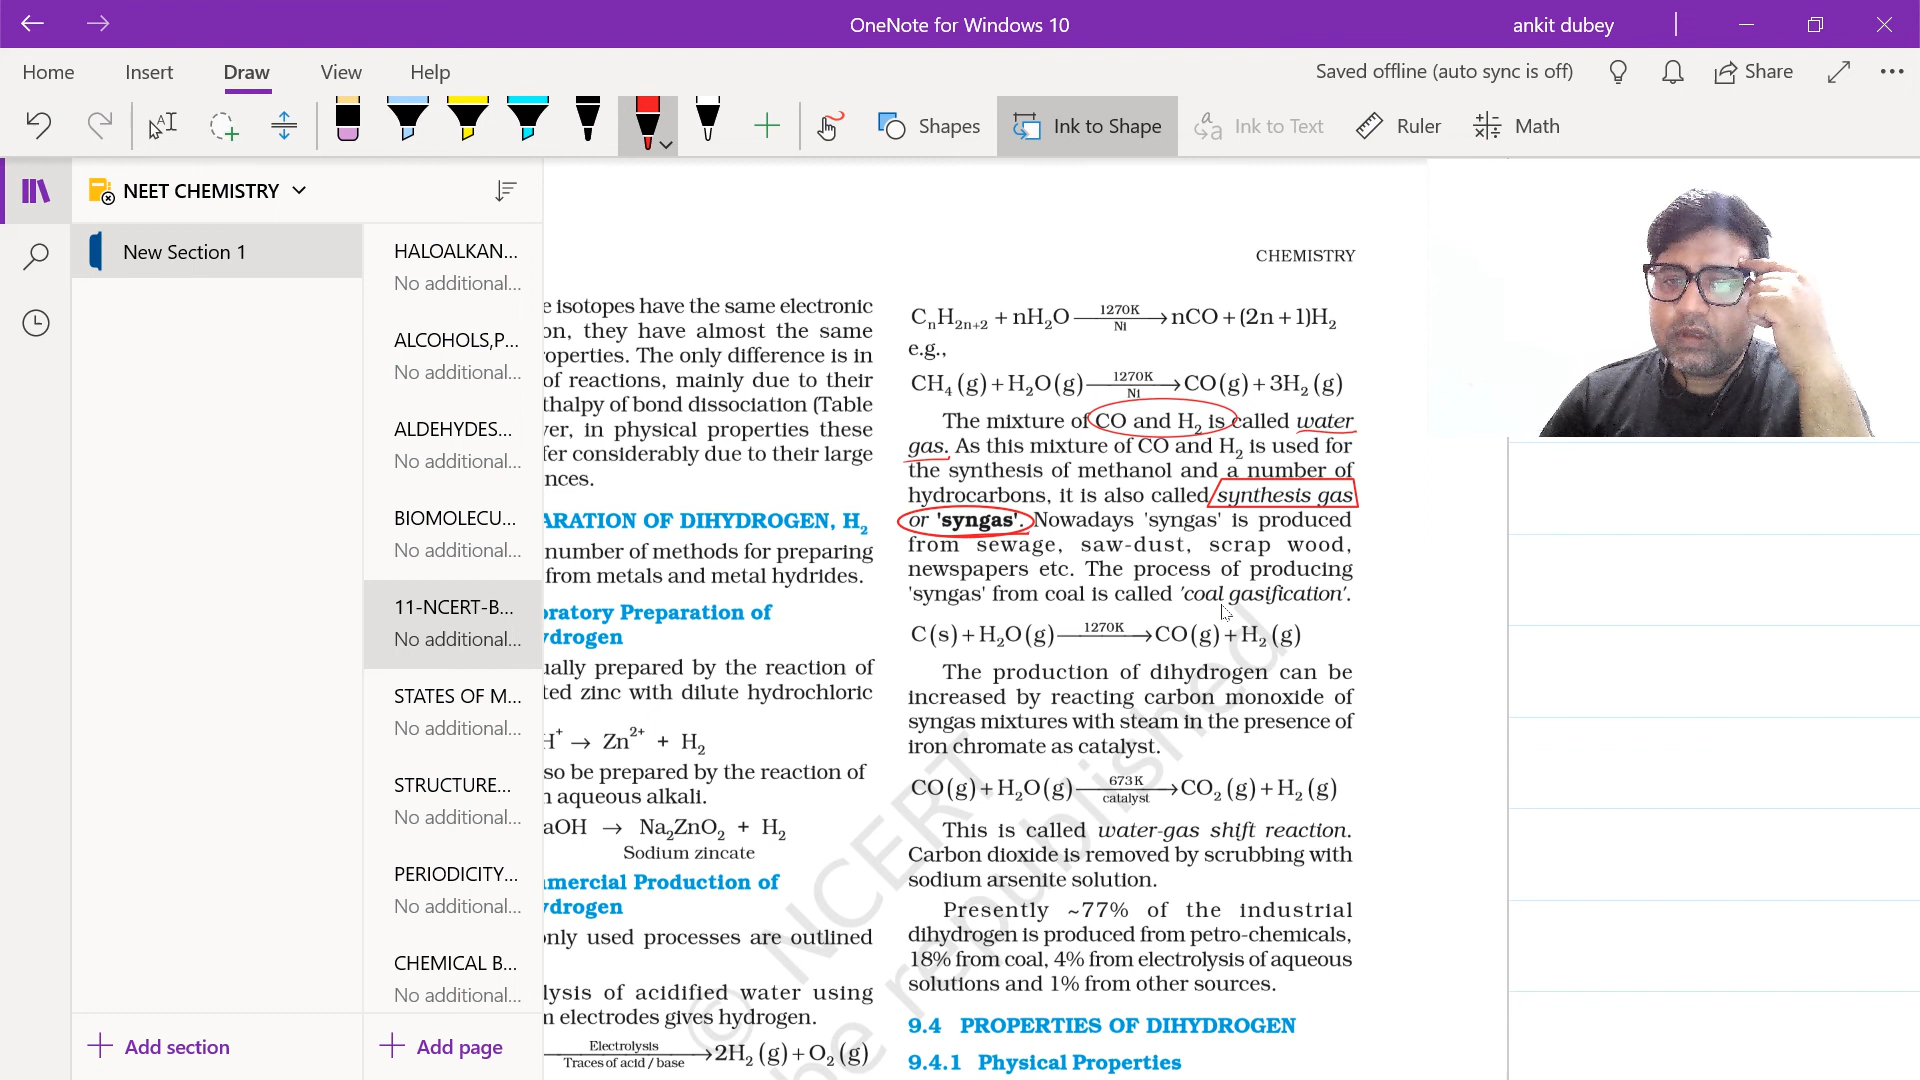 OneNote for Windows 10
ankit dubey
Home
Insert
Draw
View
Help
Saved offline (auto sync is off)
Share
Shapes
Ink to Shape
Ink to Text
Ruler
Math
NEET CHEMISTRY
New Section 1
HALOALKAN...
No additional...
ALCOHOLS,P...
No additional...
ALDEHYDES...
No additional...
BIOMOLECU...
No additional...
11-NCERT-B...
No additional...
STATES OF M...
No additional...
STRUCTURE...
No additional...
PERIODICITY...
No additional...
CHEMICAL B...
No additional...
Add section
Add page
CHEMISTRY
e isotopes have the same electronic
on, they have almost the same
roperties. The only difference is in
of reactions, mainly due to their
thalpy of bond dissociation (Table
ver, in physical properties these
fer considerably due to their large
nces.
ARATION OF DIHYDROGEN, H₂
number of methods for preparing
from metals and metal hydrides.
oratory Preparation of
ydrogen
ually prepared by the reaction of
ted zinc with dilute hydrochloric
H⁺ → Zn²⁺ + H₂
so be prepared by the reaction of
n aqueous alkali.
aOH → Na₂ZnO₂ + H₂
Sodium zincate
mercial Production of
ydrogen
only used processes are outlined
lysis of acidified water using
m electrodes gives hydrogen.
Electrolysis
Traces of acid / base
→2H₂(g)+O₂(g)
CₙH₂ₙ₊₂ + nH₂O 1270K Ni → nCO + (2n + 1)H₂
e.g.,
CH₄(g) + H₂O(g) 1270K Ni → CO(g) + 3H₂(g)
The mixture of CO and H₂ is called water
gas. As this mixture of CO and H₂ is used for
the synthesis of methanol and a number of
hydrocarbons, it is also called synthesis gas
or 'syngas'. Nowadays 'syngas' is produced
from sewage, saw-dust, scrap wood,
newspapers etc. The process of producing
'syngas' from coal is called 'coal gasification'.
C(s) + H₂O(g) 1270K → CO(g) + H₂(g)
The production of dihydrogen can be
increased by reacting carbon monoxide of
syngas mixtures with steam in the presence of
iron chromate as catalyst.
CO(g) + H₂O(g) 673K catalyst → CO₂(g) + H₂(g)
This is called water-gas shift reaction.
Carbon dioxide is removed by scrubbing with
sodium arsenite solution.
Presently ~77% of the industrial
dihydrogen is produced from petro-chemicals,
18% from coal, 4% from electrolysis of aqueous
solutions and 1% from other sources.
9.4 PROPERTIES OF DIHYDROGEN
9.4.1 Physical Properties
© NCERT
be republished